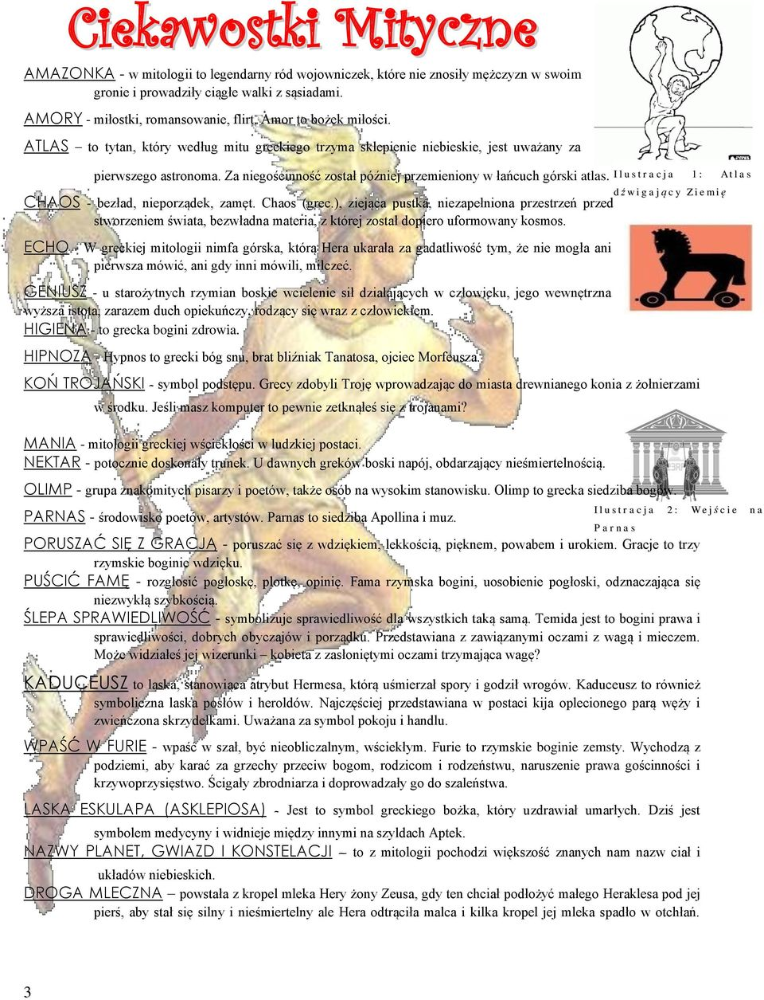 Ciekawostki Mityczne
AMAZONKA - w mitologii to legendarny ród wojowniczek, które nie znosiły mężczyzn w swoim
gronie i prowadziły ciągłe walki z sąsiadami.
AMORY - miłostki, romansowanie, flirt. Amor to bożek miłości.
ATLAS – to tytan, który według mitu greckiego trzyma sklepienie niebieskie, jest uważany za
pierwszego astronoma. Za niegościnność został później przemieniony w łańcuch górski atlas.
Ilustracja 1: Atlas
dźwigający Ziemię
CHAOS - bezład, nieporządek, zamęt. Chaos (grec.), ziejąca pustka, niezapełniona przestrzeń przed
stworzeniem świata, bezwładna materia, z której został dopiero uformowany kosmos.
ECHO - W greckiej mitologii nimfa górska, którą Hera ukarała za gadatliwość tym, że nie mogła ani
pierwsza mówić, ani gdy inni mówili, milczeć.
GENIUSZ - u starożytnych rzymian boskie wcielenie sił działających w człowieku, jego wewnętrzna
wyższa istota, zarazem duch opiekuńczy, rodzący się wraz z człowiekiem.
HIGIENA - to grecka bogini zdrowia.
HIPNOZA - Hypnos to grecki bóg snu, brat bliźniak Tanatosa, ojciec Morfeusza.
KOŃ TROJAŃSKI - symbol podstępu. Grecy zdobyli Troję wprowadzając do miasta drewnianego konia z żołnierzami
w środku. Jeśli masz komputer to pewnie zetknąłeś się z trojanami?
MANIA - mitologii greckiej wściekłości w ludzkiej postaci.
NEKTAR - potocznie doskonały trunek. U dawnych greków boski napój, obdarzający nieśmiertelnością.
OLIMP - grupa znakomitych pisarzy i poetów, także osób na wysokim stanowisku. Olimp to grecka siedziba bogów.
PARNAS - środowisko poetów, artystów. Parnas to siedziba Apollina i muz.
Ilustracja 2: Wejście na
Parnas
PORUSZAĆ SIĘ Z GRACJĄ - poruszać się z wdziękiem, lekkością, pięknem, powabem i urokiem. Gracje to trzy
rzymskie boginie wdzięku.
PUŚCIĆ FAMĘ - rozgłosić pogłoskę, plotkę, opinię. Fama rzymska bogini, uosobienie pogłoski, odznaczająca się
niezwykłą szybkością.
ŚLEPA SPRAWIEDLIWOŚĆ - symbolizuje sprawiedliwość dla wszystkich taką samą. Temida jest to bogini prawa i
sprawiedliwości, dobrych obyczajów i porządku. Przedstawiana z zawiązanymi oczami z wagą i mieczem.
Może widziałeś jej wizerunki – kobieta z zasłoniętymi oczami trzymająca wagę?
KADUCEUSZ to laska, stanowiąca atrybut Hermesa, którą uśmierzał spory i godził wrogów. Kaduceusz to również
symboliczna laska posłów i heroldów. Najczęściej przedstawiana w postaci kija oplecionego parą węży i
zwieńczona skrzydełkami. Uważana za symbol pokoju i handlu.
WPAŚĆ W FURIE - wpaść w szał, być nieobliczalnym, wściekłym. Furie to rzymskie boginie zemsty. Wychodzą z
podziemi, aby karać za grzechy przeciw bogom, rodzicom i rodzeństwu, naruszenie prawa gościnności i
krzywoprzysięstwo. Ścigały zbrodniarza i doprowadzały go do szaleństwa.
LASKA ESKULAPA (ASKLEPIOSA) - Jest to symbol greckiego bożka, który uzdrawiał umarłych. Dziś jest
symbolem medycyny i widnieje między innymi na szyldach Aptek.
NAZWY PLANET, GWIAZD I KONSTELACJI – to z mitologii pochodzi większość znanych nam nazw ciał i
układów niebieskich.
DROGA MLECZNA – powstała z kropel mleka Hery żony Zeusa, gdy ten chciał podłożyć małego Heraklesa pod jej
pierś, aby stał się silny i nieśmiertelny ale Hera odtrąciła malca i kilka kropel jej mleka spadło w otchłań.
3